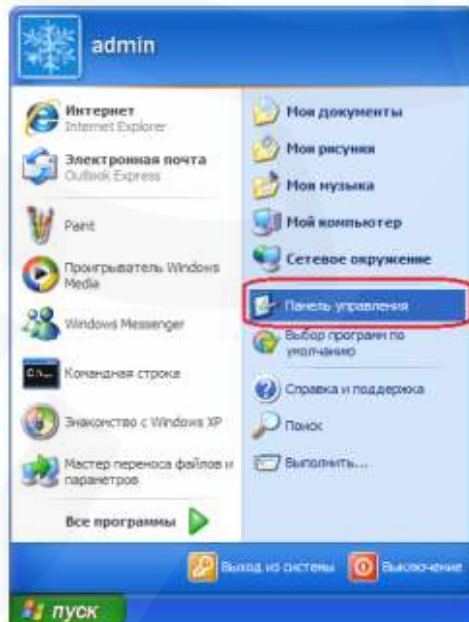 admin
Интернет
Internet Explorer
Электронная почта
Outlook Express
Paint
Проигрыватель Windows
Media
Windows Messenger
Командная строка
Знакомство с Windows XP
Мастер переноса файлов и
параметров
Все программы
Мои документы
Мои рисунки
Моя музыка
Мой компьютер
Сетевое окружение
Панель управления
Выбор программ по
умолчанию
Справка и поддержка
Поиск
Выполнить...
Выход из системы
Выключение
пуск